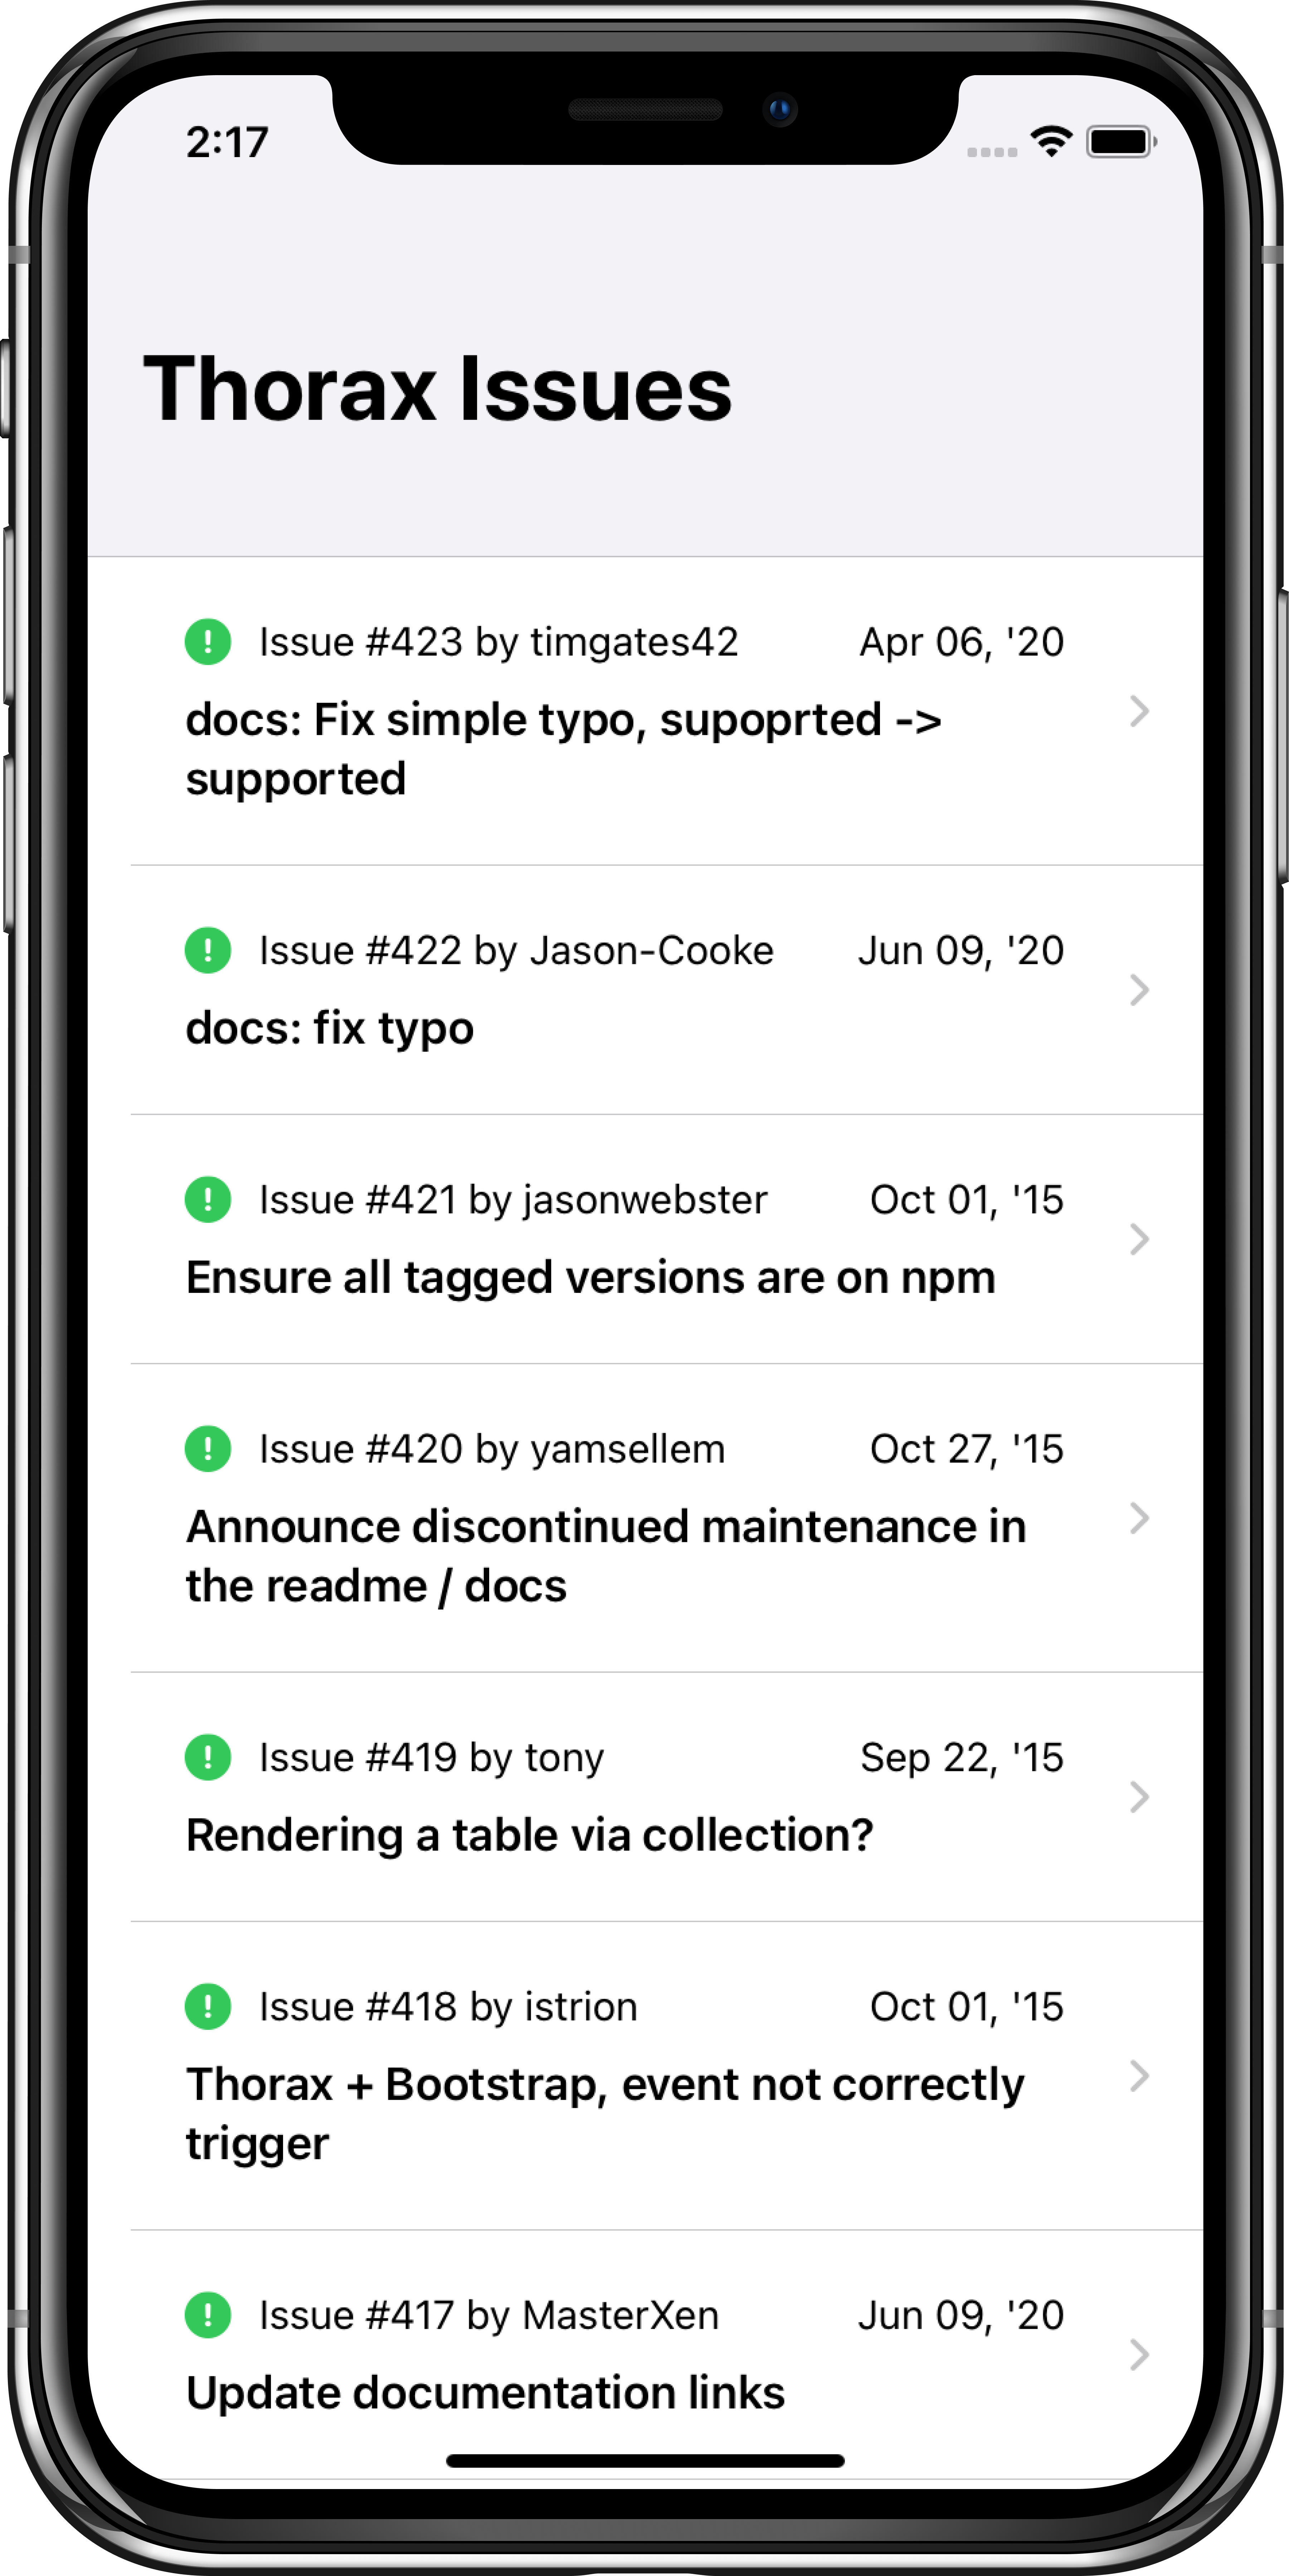 2:17
Thorax Issues
Issue #423 by timgates42 Apr 06, '20
docs: Fix simple typo, supoprted ->
supported
Issue #422 by Jason-Cooke Jun 09, '20
docs: fix typo
Issue #421 by jasonwebster Oct 01, '15
Ensure all tagged versions are on npm
Issue #420 by yamsellem Oct 27, '15
Announce discontinued maintenance in
the readme / docs
Issue #419 by tony Sep 22, '15
Rendering a table via collection?
Issue #418 by istrion Oct 01, '15
Thorax + Bootstrap, event not correctly
trigger
Issue #417 by MasterXen Jun 09, '20
Update documentation links